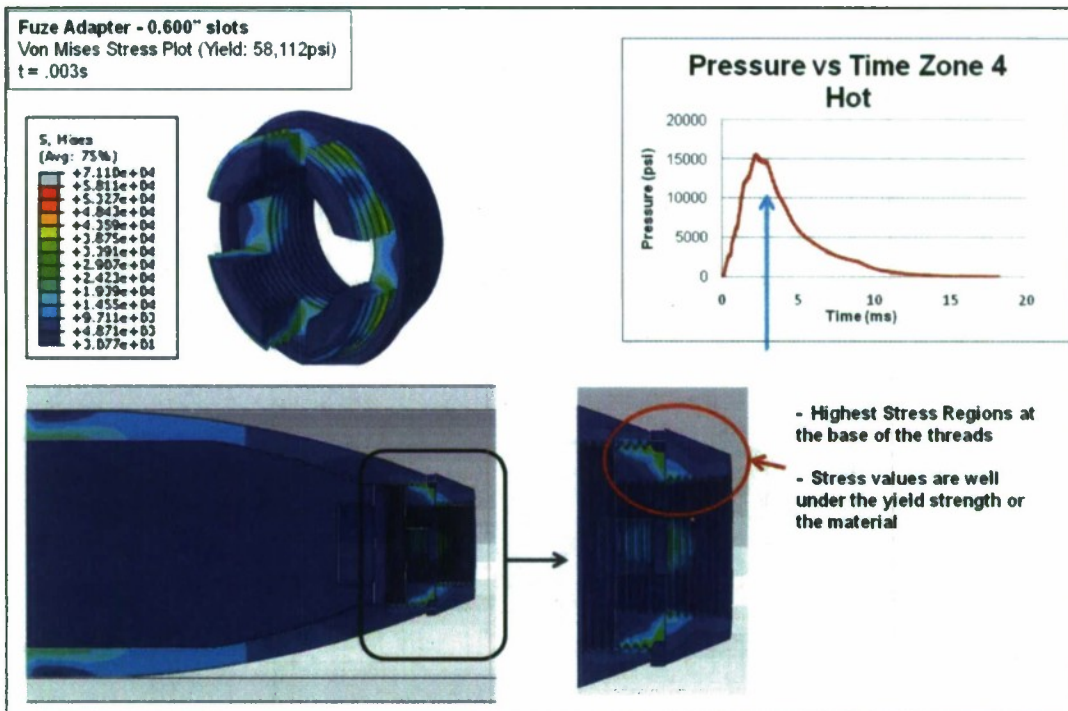 Fuze Adapter - 0.600" slots
Von Mises Stress Plot (Yield: 58,112psi)
t = .003s
S, Mises
(Avg: 75%)
+7.110e+04
+5.811e+04
+5.327e+04
+4.843e+04
+4.359e+04
+3.875e+04
+3.391e+04
+2.907e+04
+2.423e+04
+1.939e+04
+1.455e+04
+9.711e+03
+4.871e+03
+3.077e+01
Pressure vs Time Zone 4
Hot
Pressure (psi)
20000
15000
10000
5000
0
0 5 10 15 20
Time (ms)
- Highest Stress Regions at
the base of the threads
- Stress values are well
under the yield strength or
the material